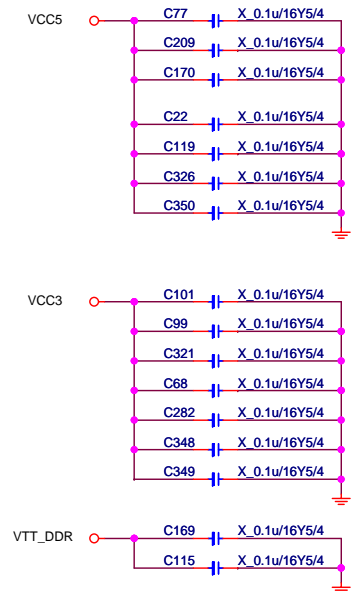 VCC5 C77 X_0.1u/16Y5/4
C209 X_0.1u/16Y5/4
C170 X_0.1u/16Y5/4
C22 X_0.1u/16Y5/4
C119 X_0.1u/16Y5/4
C326 X_0.1u/16Y5/4
C350 X_0.1u/16Y5/4
VCC3 C101 X_0.1u/16Y5/4
C99 X_0.1u/16Y5/4
C321 X_0.1u/16Y5/4
C68 X_0.1u/16Y5/4
C282 X_0.1u/16Y5/4
C348 X_0.1u/16Y5/4
C349 X_0.1u/16Y5/4
VTT_DDR C169 X_0.1u/16Y5/4
C115 X_0.1u/16Y5/4